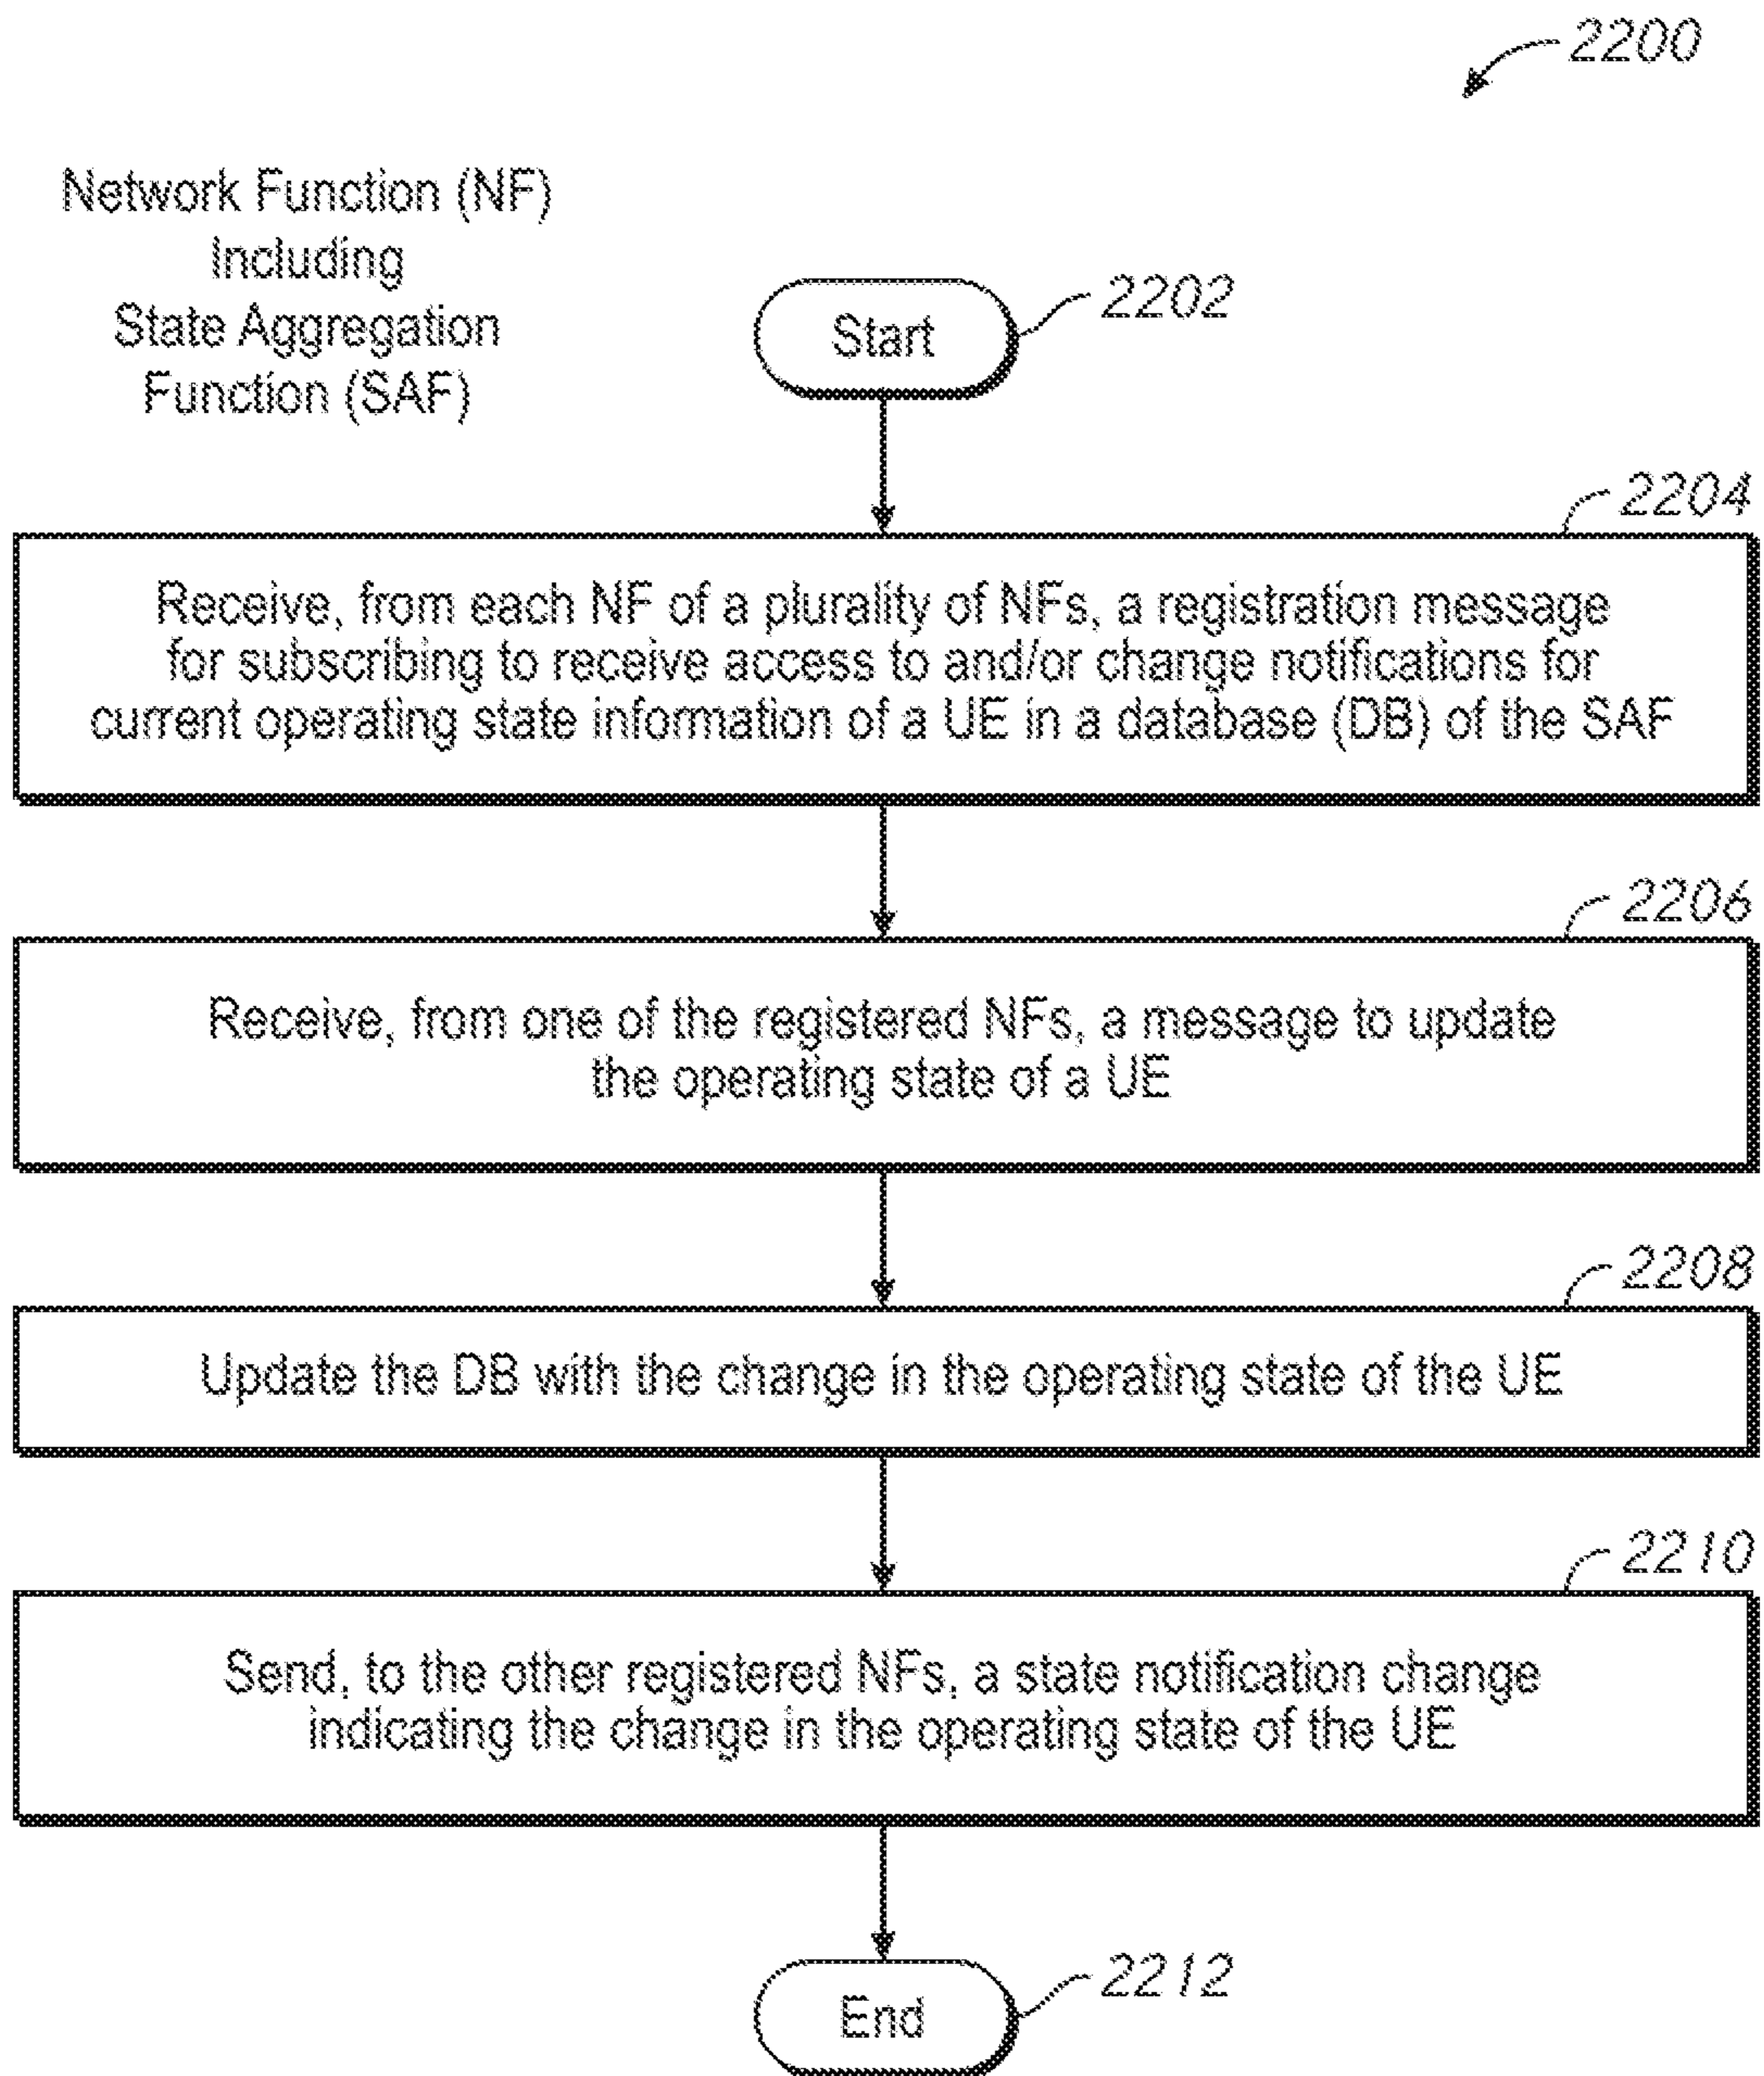 2200
Network Function (NF)
Including
State Aggregation
Function (SAF)
Start
2202
2204
Receive, from each NF of a plurality of NFs, a registration message
for subscribing to receive access to and/or change notifications for
current operating state information of a UE in a database (DB) of the SAF
2206
Receive, from one of the registered NFs, a message to update
the operating state of a UE
2208
Update the DB with the change in the operating state of the UE
2210
Send, to the other registered NFs, a state notification change
indicating the change in the operating state of the UE
End
2212